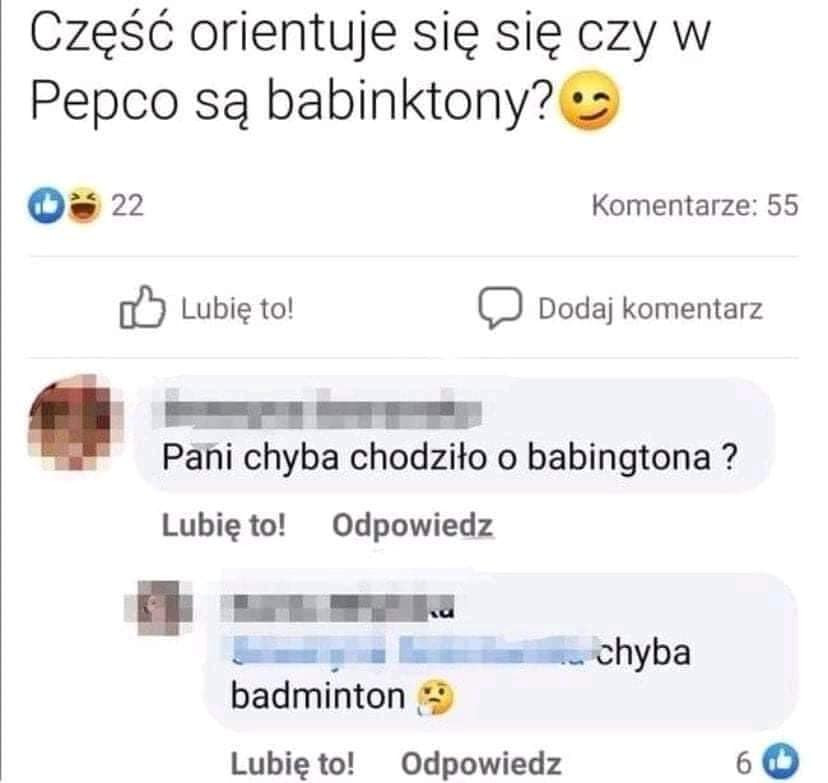 Część orientuje się się czy w
Pepco są babinktony?😉
22
Komentarze: 55
Lubię to!
Dodaj komentarz
Pani chyba chodziło o babingtona ?
Lubię to! Odpowiedz
chyba
badminton 🤔
Lubię to! Odpowiedz 6